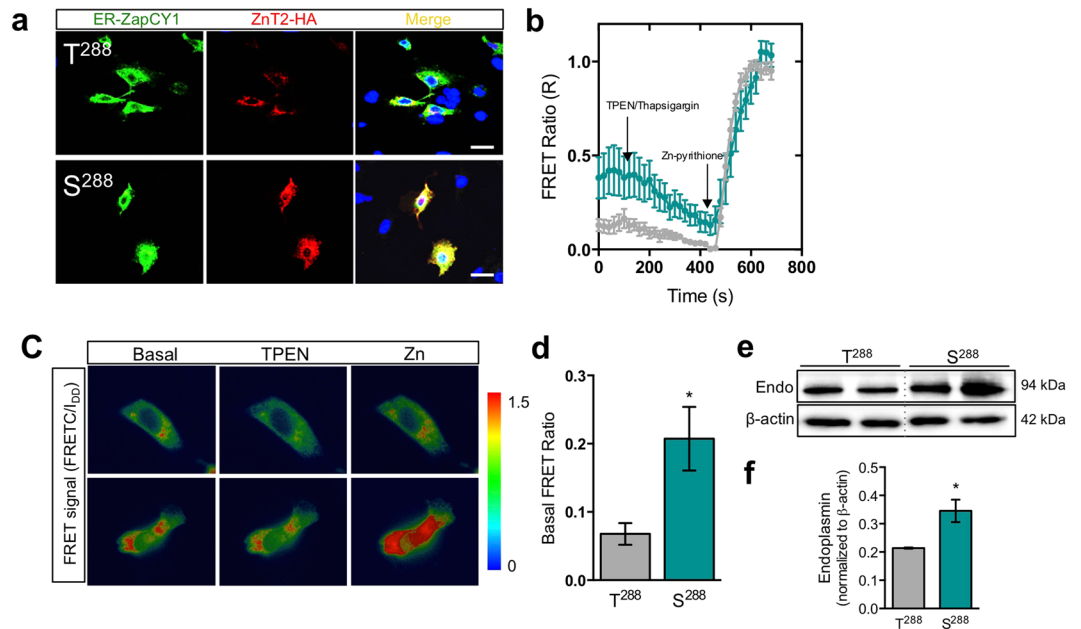 a
ER-ZapCY1 ZnT2-HA Merge
T288
S288
b
FRET Ratio (R)
1.0
0.5
0.0
TPEN/Thapsigargin
Zn-pyrithione
0 200 400 600 800
Time (s)
C
Basal TPEN Zn
FRET signal (FRETC/IDD)
1.5
0
d
Basal FRET Ratio
0.3
0.2
0.1
0.0
*
T288 S288
e
T288 S288
Endo 94 kDa
β-actin 42 kDa
f
Endoplasmin
(normalized to β-actin)
0.5
0.4
0.3
0.2
0.1
0.0
*
T288 S288